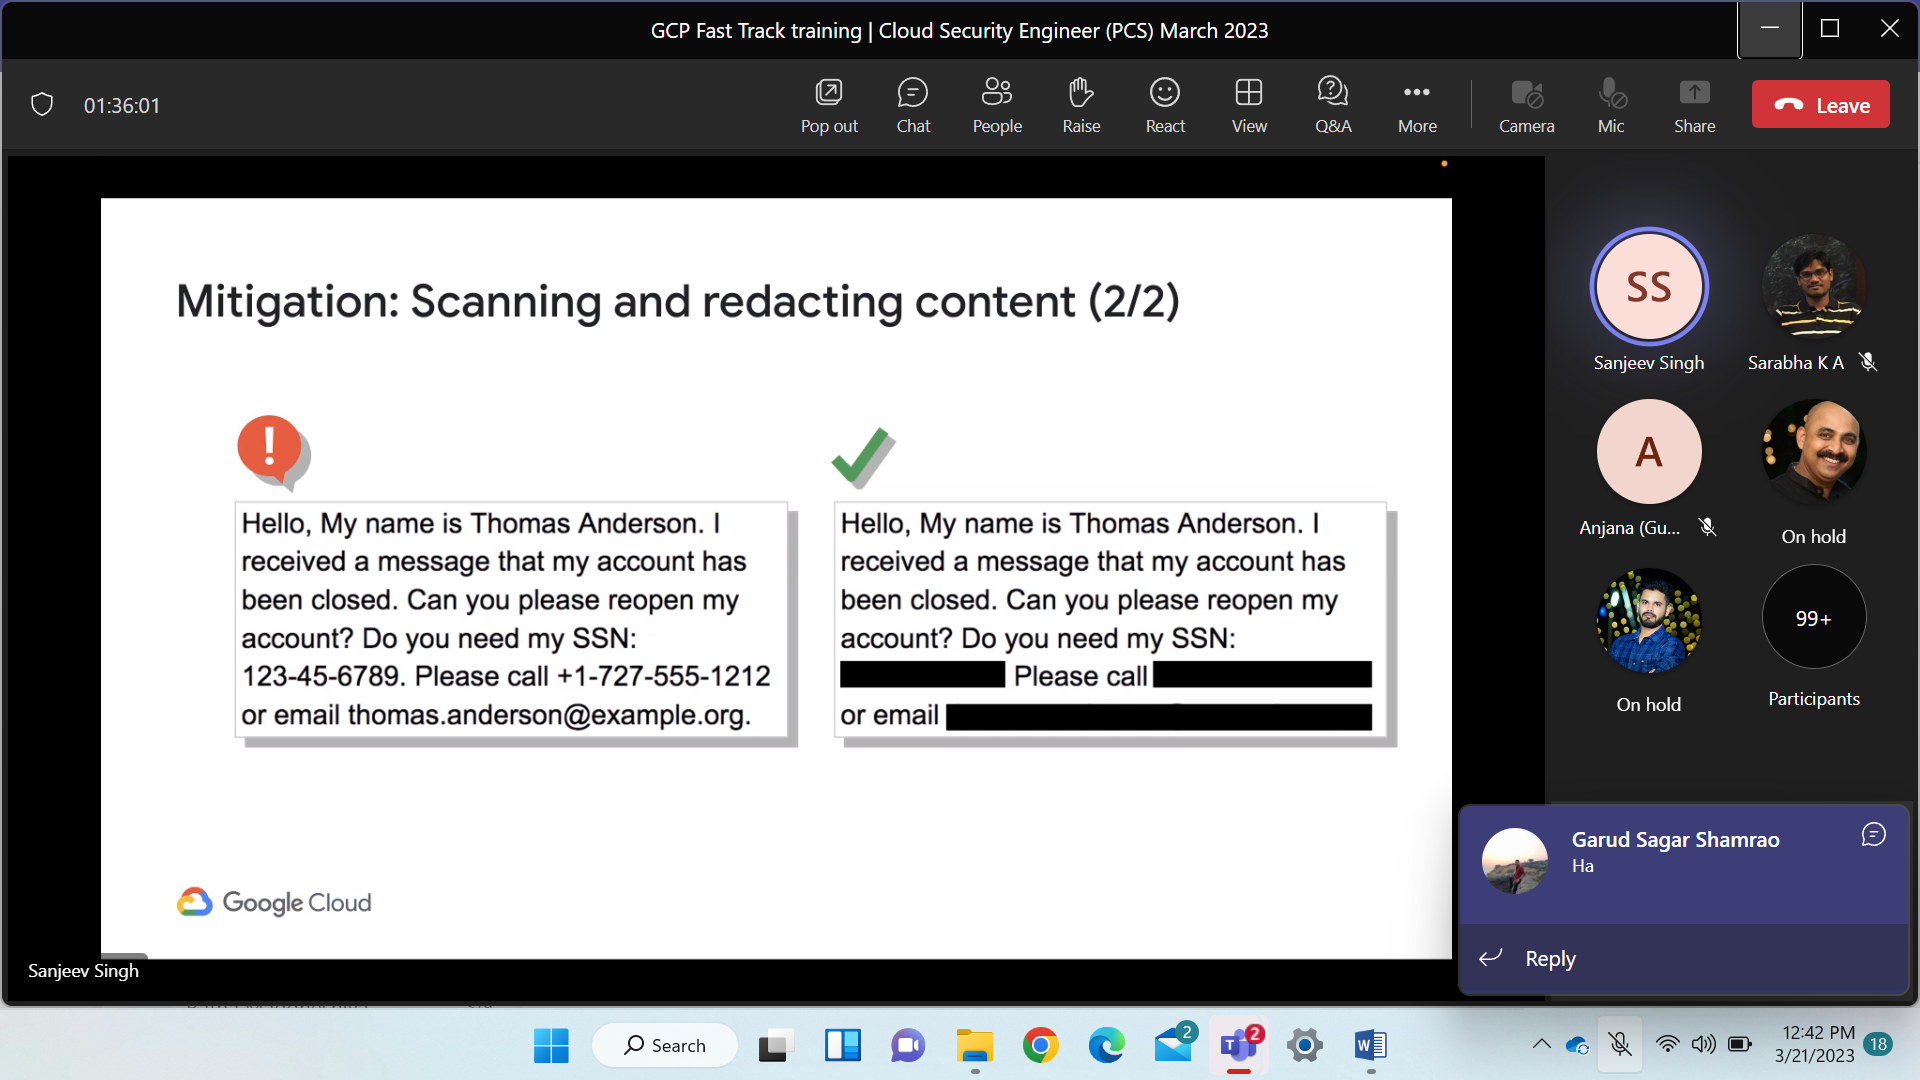 GCP Fast Track training | Cloud Security Engineer (PCS) March 2023
01:36:01
Pop out
Chat
People
Raise
React
View
Q&A
More
Camera
Mic
Share
Leave
Mitigation: Scanning and redacting content (2/2)
!
Hello, My name is Thomas Anderson. I
received a message that my account has
been closed. Can you please reopen my
account? Do you need my SSN:
123-45-6789. Please call +1-727-555-1212
or email thomas.anderson@example.org.
Hello, My name is Thomas Anderson. I
received a message that my account has
been closed. Can you please reopen my
account? Do you need my SSN:
Please call
or email
Google Cloud
Sanjeev Singh
SS
Sanjeev Singh
Sarabha K A
A
Anjana (Gu...
On hold
On hold
99+
Participants
Garud Sagar Shamrao
Ha
Reply
Search
2
2
12:42 PM
3/21/2023
18